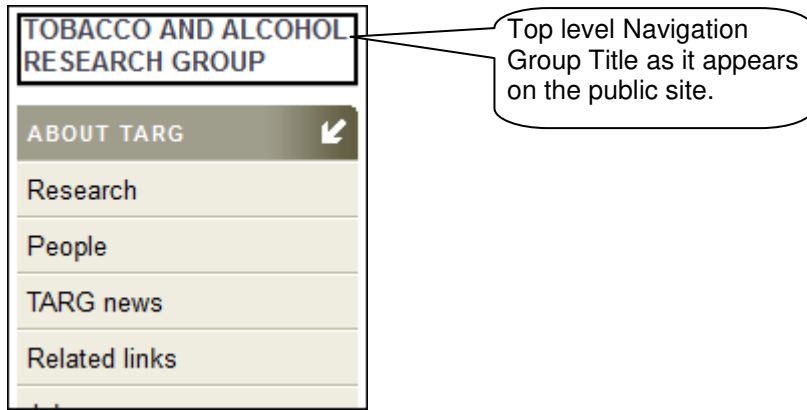 TOBACCO AND ALCOHOL
RESEARCH GROUP
ABOUT TARG
Research
People
TARG news
Related links
Top level Navigation
Group Title as it appears
on the public site.